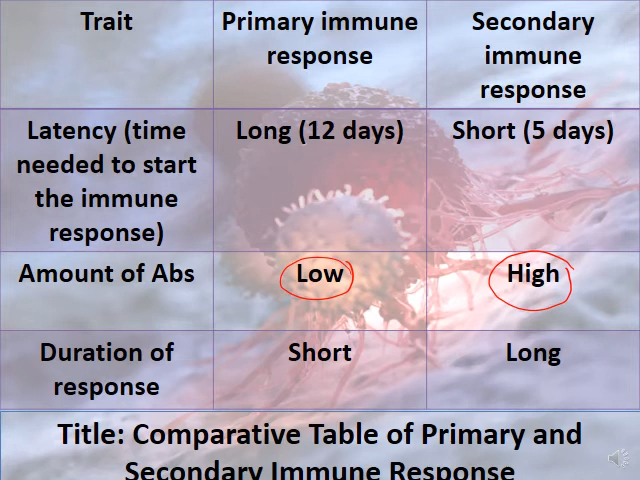 Trait
Primary immune
response
Secondary
immune
response
Latency (time
needed to start
the immune
response)
Long (12 days)
Short (5 days)
Amount of Abs
Low
High
Duration of
response
Short
Long
Title: Comparative Table of Primary and
Secondary Immune Response